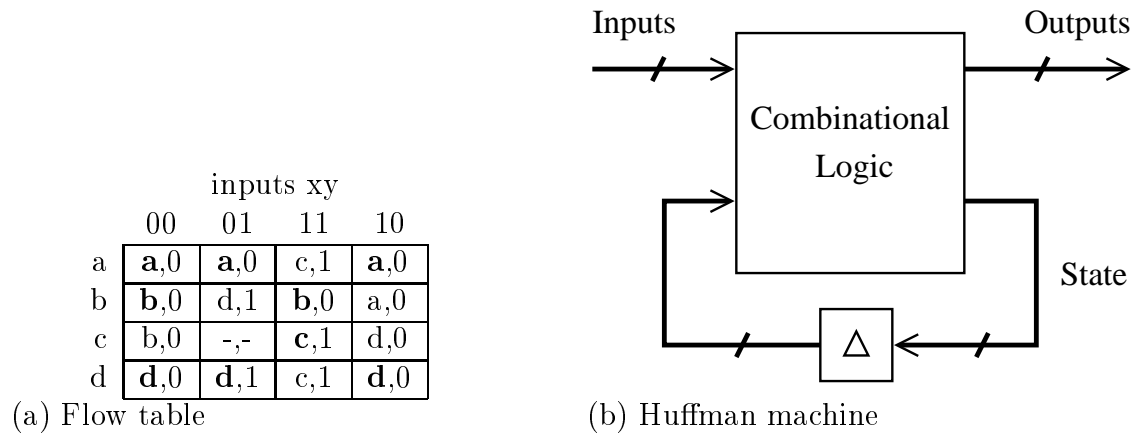 inputs xy
00 01 11 10
a a,0 a,0 c,1 a,0
b b,0 d,1 b,0 a,0
c b,0 -,- c,1 d,0
d d,0 d,1 c,1 d,0
(a) Flow table
Inputs
Outputs
Combinational
Logic
State
Δ
(b) Huffman machine